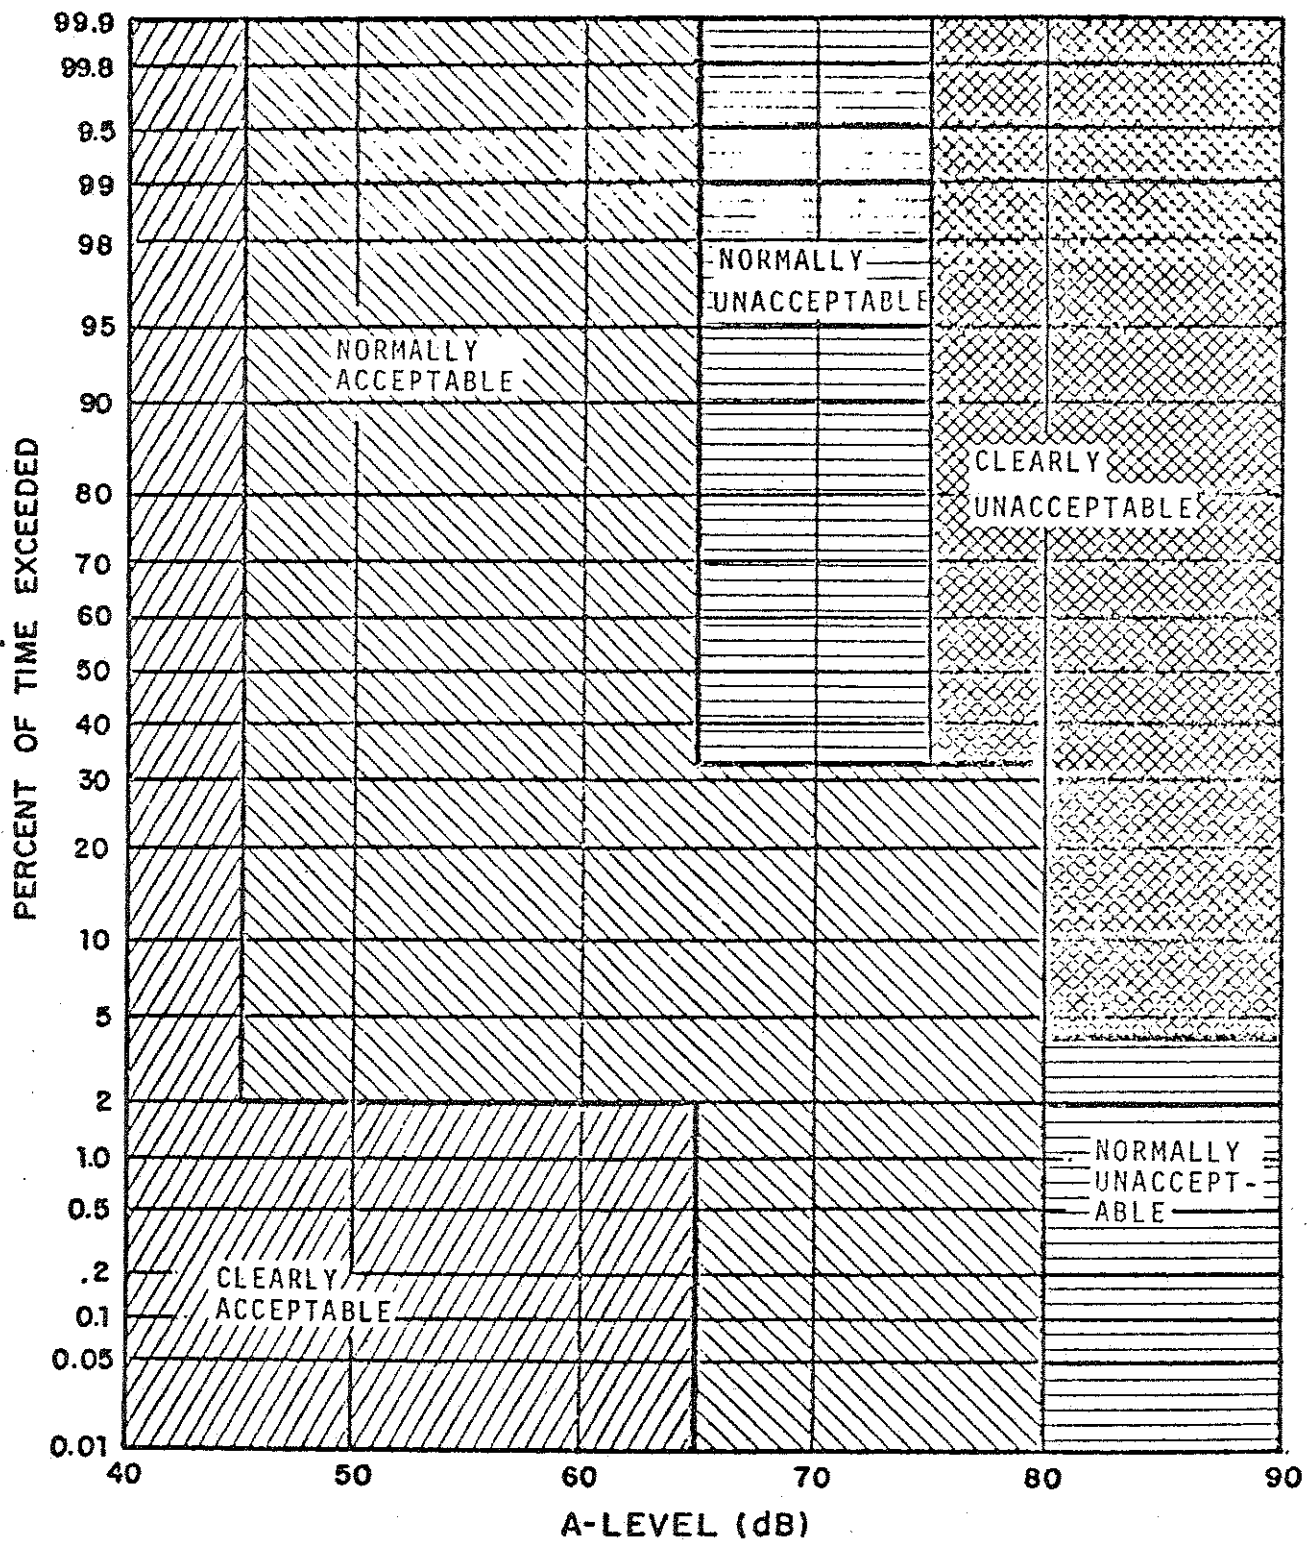 99.9
99.8
9.5
99
98
95
90
80
70
60
50
40
30
20
10
5
2
1.0
0.5
.2
0.1
0.05
0.01
PERCENT OF TIME EXCEEDED
NORMALLY
ACCEPTABLE
NORMALLY
UNACCEPTABLE
CLEARLY
UNACCEPTABLE
NORMALLY
UNACCEPT-
ABLE
CLEARLY
ACCEPTABLE
40 50 60 70 80 90
A-LEVEL (dB)